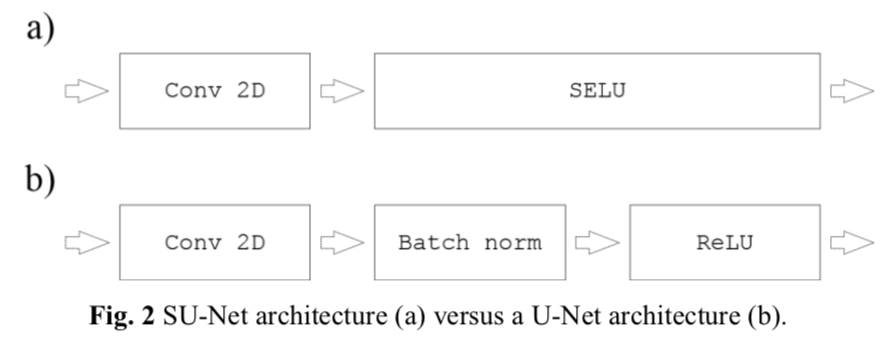 a)
Conv 2D SELU
b)
Conv 2D Batch norm ReLU
Fig. 2 SU-Net architecture (a) versus a U-Net architecture (b).